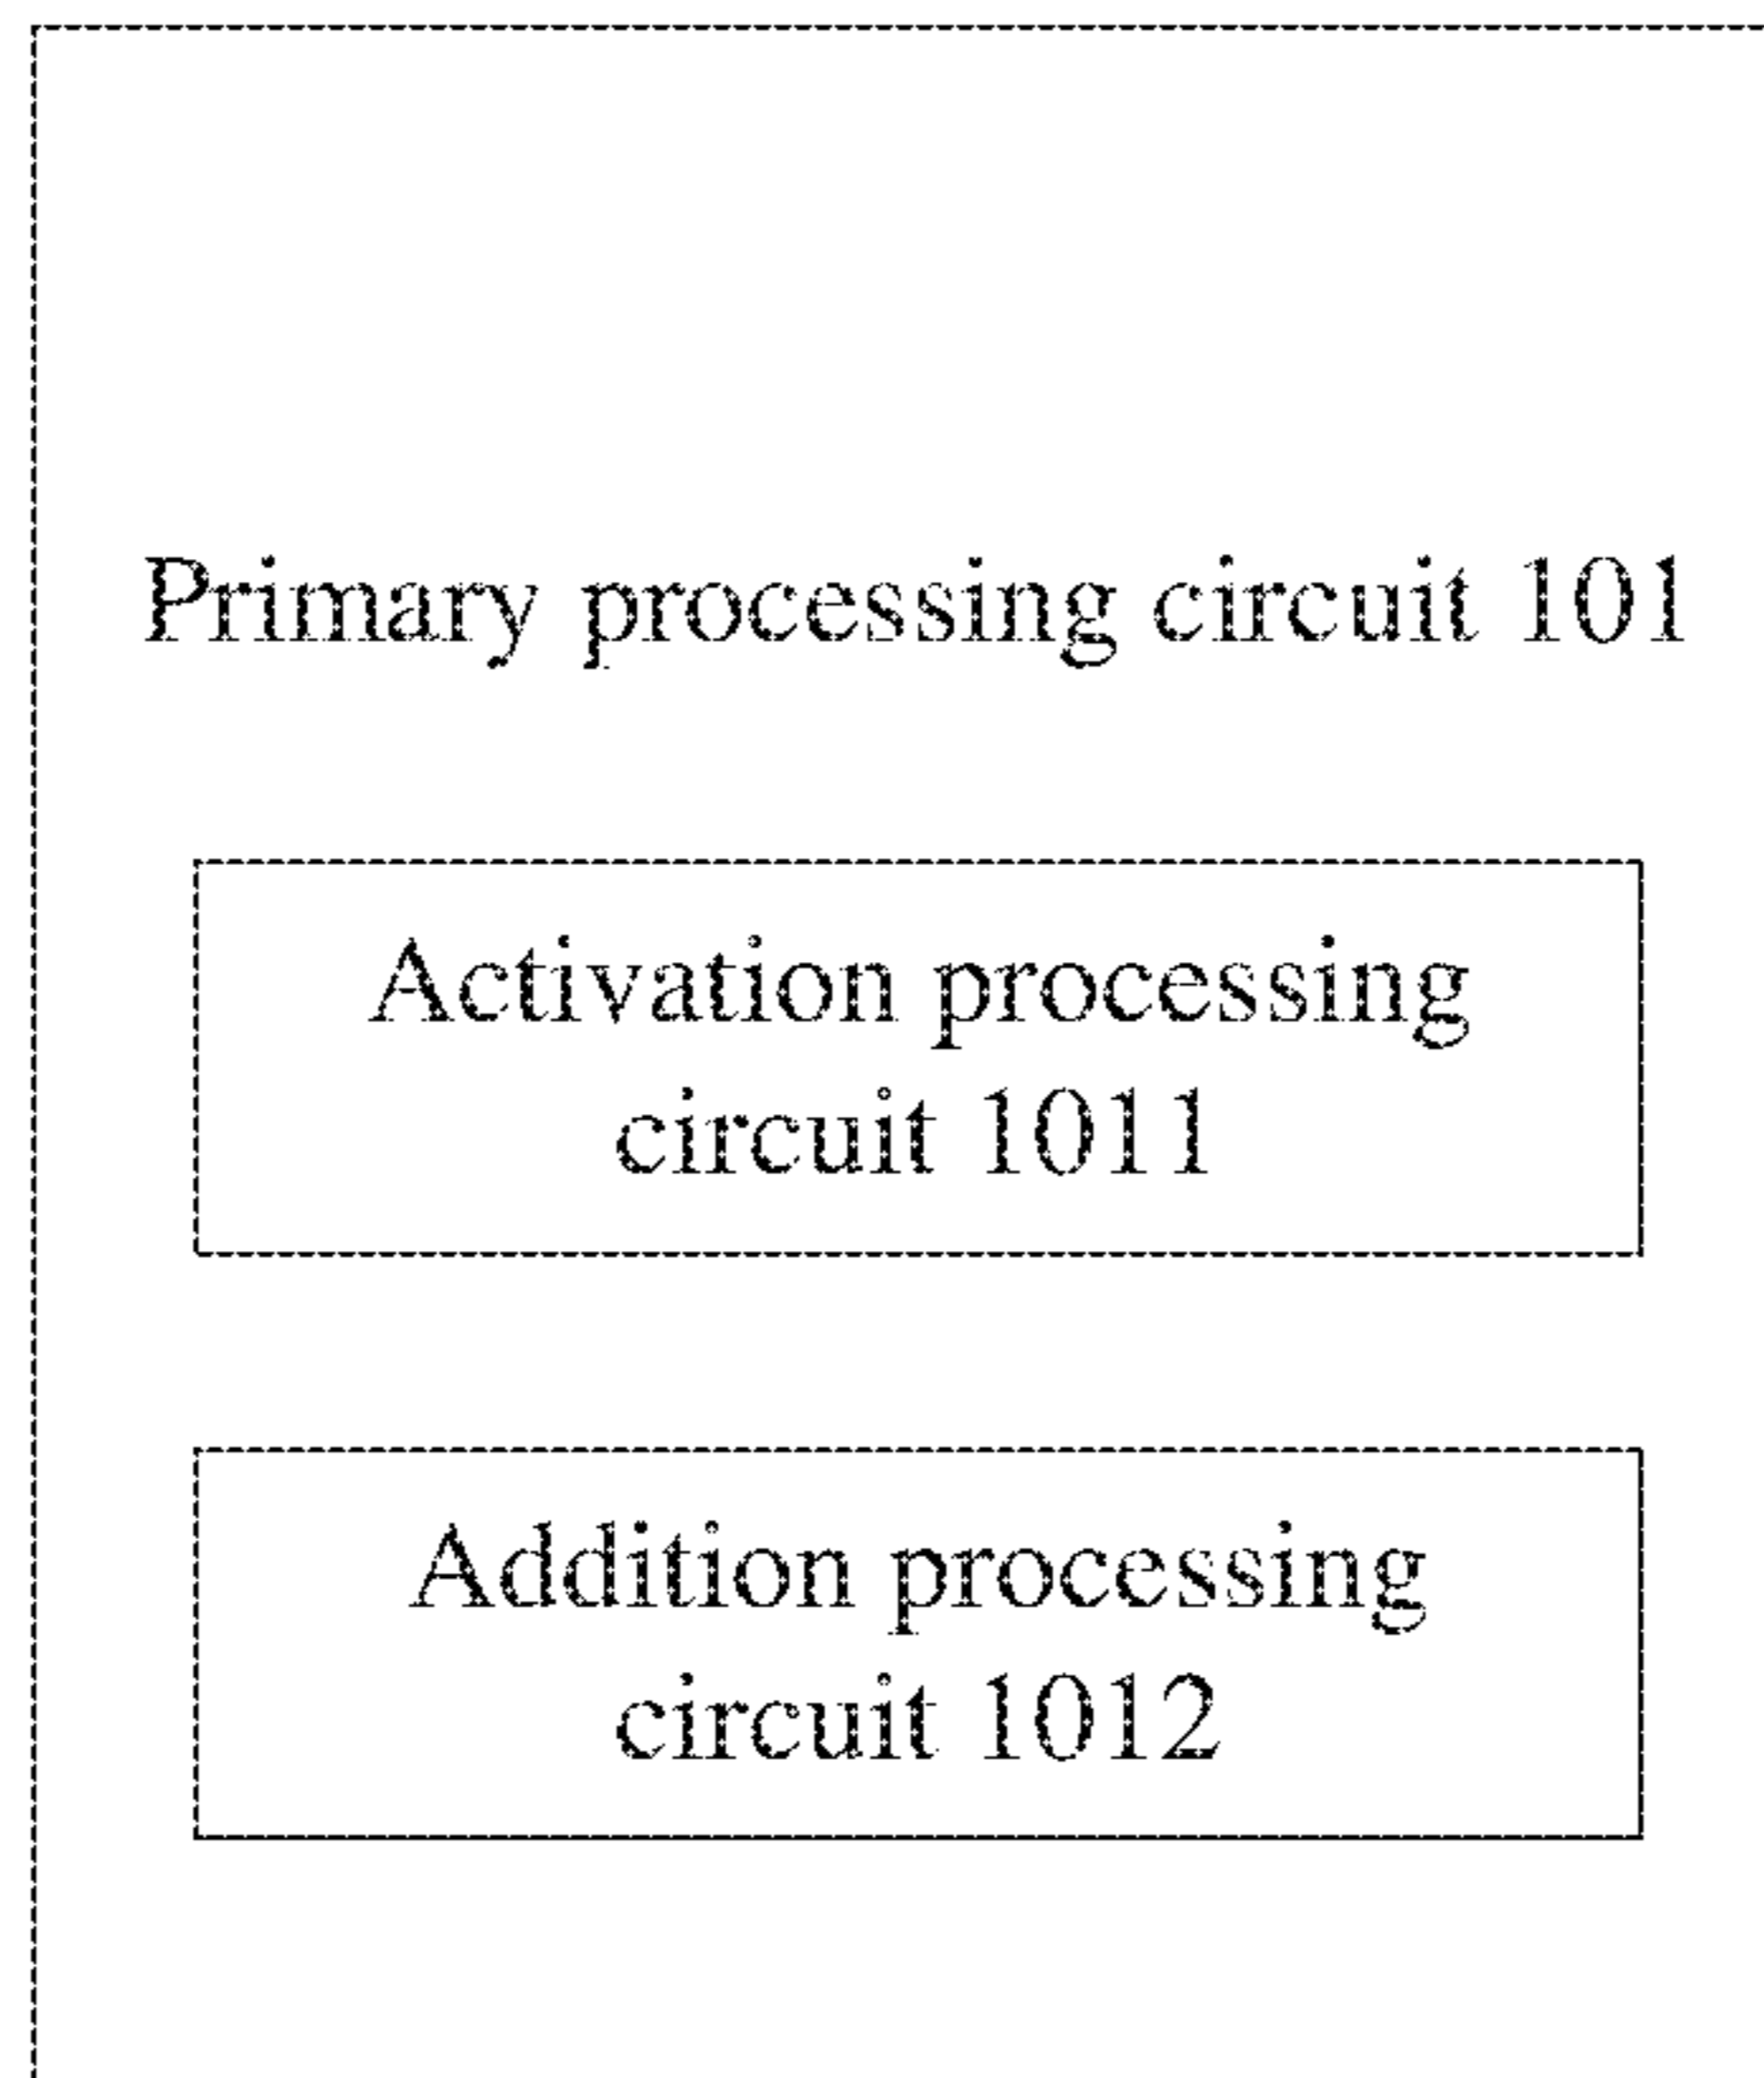 Primary processing circuit 101
Activation processing
circuit 1011
Addition processing
circuit 1012